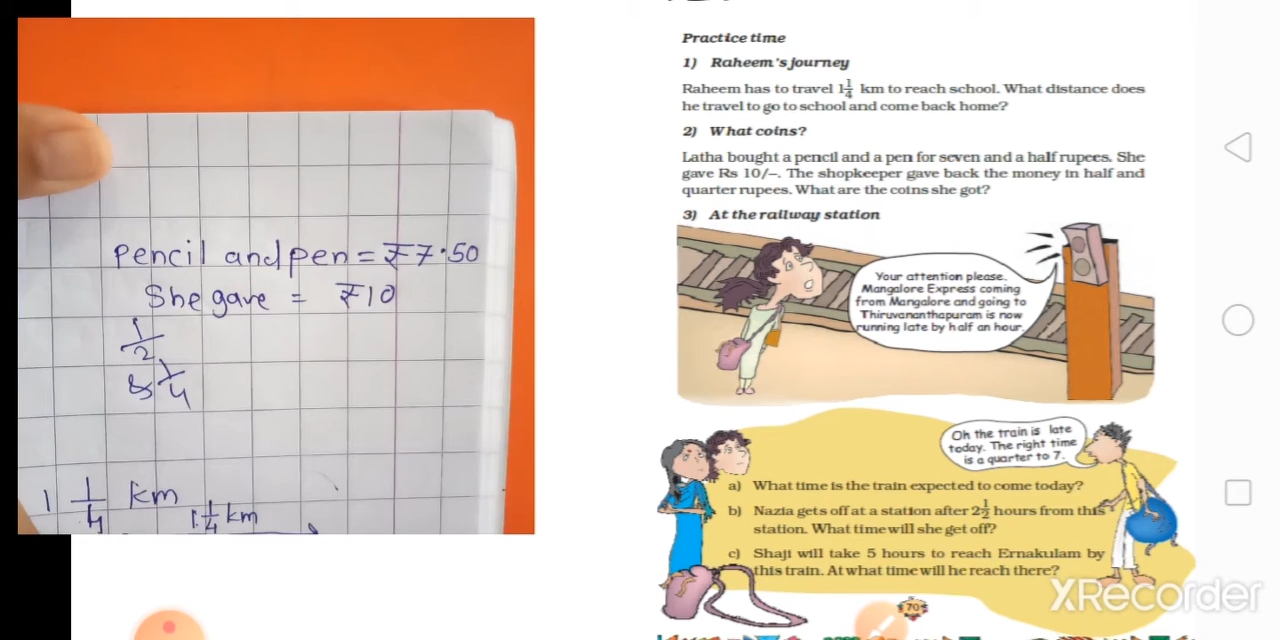 Pencil and pen = ₹7.50
She gave = ₹10
1/2
& 1/4
1 1/4 km
1 1/4 km
Practice time
1) Raheem's journey
Raheem has to travel 1 1/4 km to reach school. What distance does
he travel to go to school and come back home?
2) What coins?
Latha bought a pencil and a pen for seven and a half rupees. She
gave Rs 10/–. The shopkeeper gave back the money in half and
quarter rupees. What are the coins she got?
3) At the railway station
Your attention please.
Mangalore Express coming
from Mangalore and going to
Thiruvananthapuram is now
running late by half an hour.
Oh the train is late
today. The right time
is a quarter to 7.
a) What time is the train expected to come today?
b) Nazia gets off at a station after 2 1/2 hours from this
station. What time will she get off?
c) Shaji will take 5 hours to reach Ernakulam by
this train. At what time will he reach there?
70
XRecorder